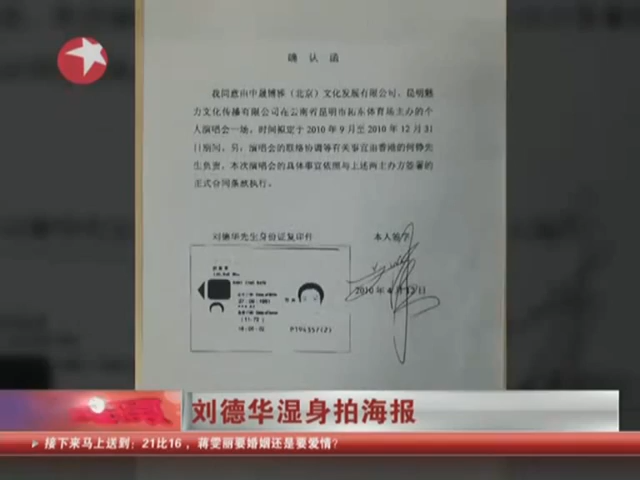 确认函
我同意由中晟博雅（北京）文化发展有限公司、昆明魅
力文化传播有限公司在云南省昆明市拓东体育场主办的个
人演唱会一场，时间拟定于2010年9月至2010年12月31
日期间，另，演唱会的联络协调等有关事宜由香港的何铮先
生负责，本次演唱会的具体事宜依照与上述两主办方签署的
正式合同条款执行。
刘德华先生身份证复印件
本人签字
2010年4月12日
刘德华湿身拍海报
接下来马上送到：21比16，蒋雯丽要婚姻还是要爱情？